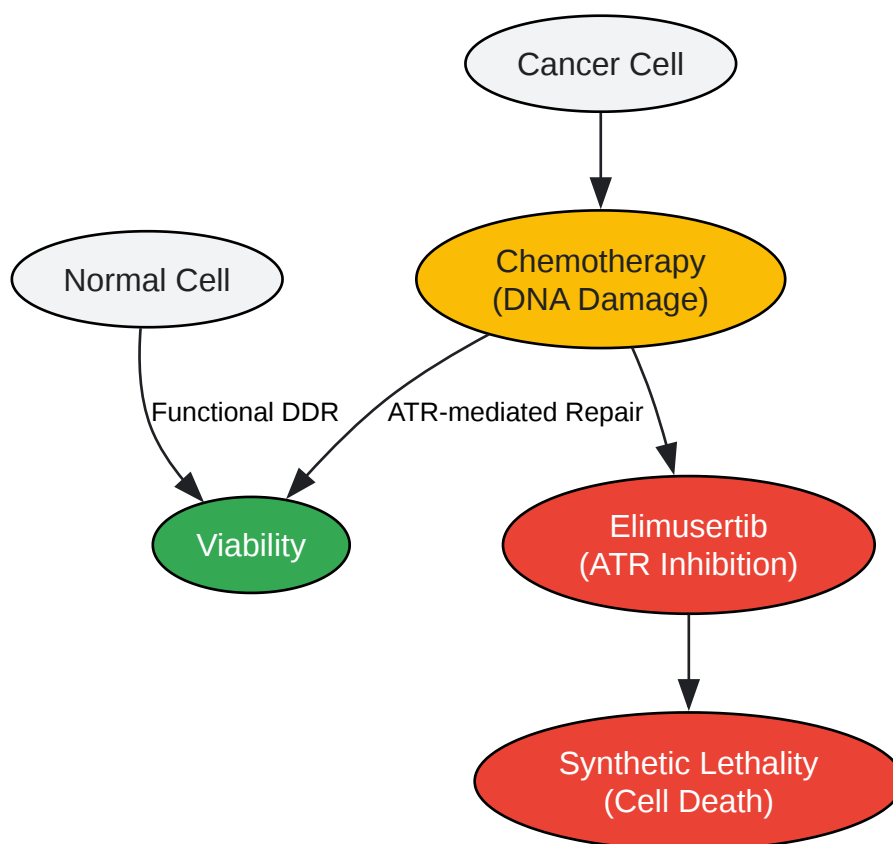 Cancer Cell
Chemotherapy
(DNA Damage)
Normal Cell
Functional DDR
ATR-mediated Repair
Viability
Elimusertib
(ATR Inhibition)
Synthetic Lethality
(Cell Death)